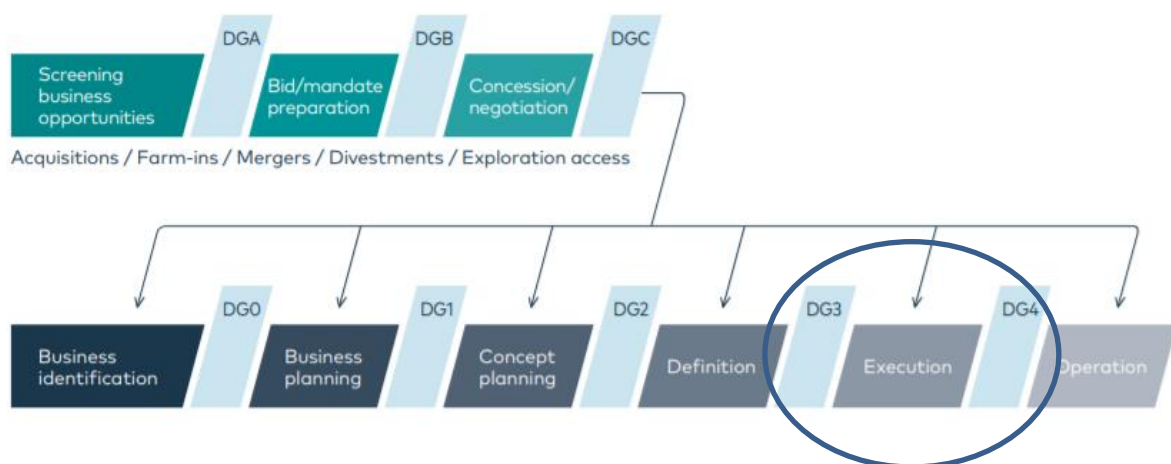 DGA
DGB
DGC
Screening
business
opportunities
Bid/mandate
preparation
Concession/
negotiation
Acquisitions / Farm-ins / Mergers / Divestments / Exploration access
DG0
DG1
DG2
DG3
DG4
Business
identification
Business
planning
Concept
planning
Definition
Execution
Operation